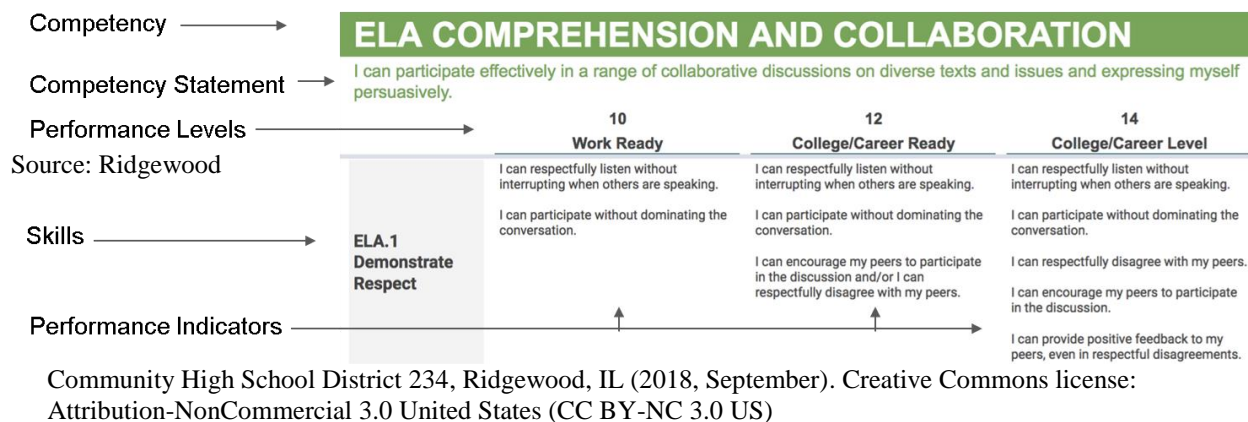 Competency
ELA COMPREHENSION AND COLLABORATION
Competency Statement
I can participate effectively in a range of collaborative discussions on diverse texts and issues and expressing myself
persuasively.
Performance Levels
10
Work Ready
12
College/Career Ready
14
College/Career Level
Source: Ridgewood
Skills
ELA.1
Demonstrate
Respect
I can respectfully listen without
interrupting when others are speaking.
I can participate without dominating the
conversation.
I can respectfully listen without
interrupting when others are speaking.
I can participate without dominating the
conversation.
I can encourage my peers to participate
in the discussion and/or I can
respectfully disagree with my peers.
I can respectfully listen without
interrupting when others are speaking.
I can participate without dominating the
conversation.
I can respectfully disagree with my peers.
I can encourage my peers to participate
in the discussion.
I can provide positive feedback to my
peers, even in respectful disagreements.
Performance Indicators
Community High School District 234, Ridgewood, IL (2018, September). Creative Commons license:
Attribution-NonCommercial 3.0 United States (CC BY-NC 3.0 US)